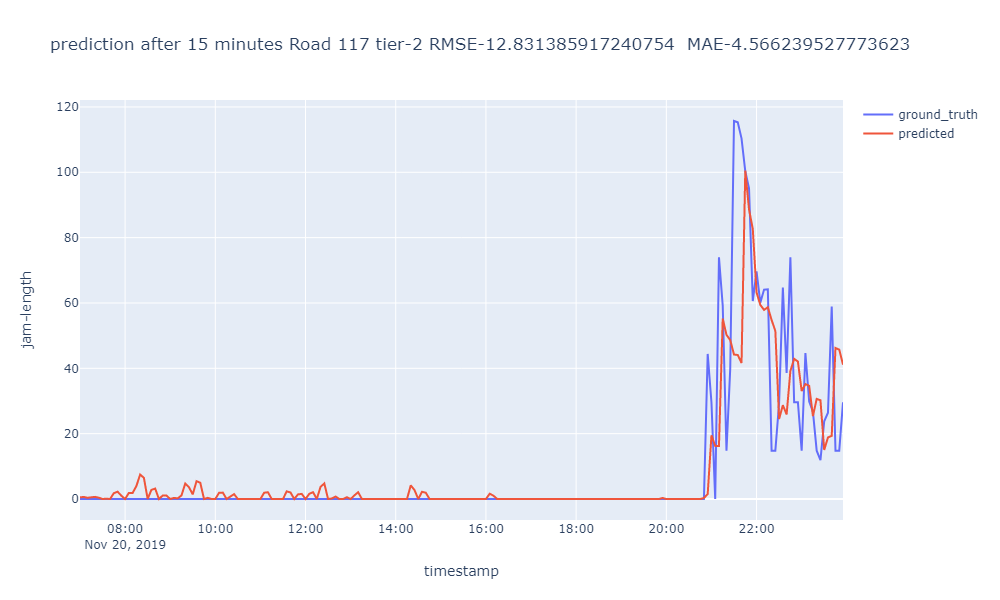 prediction after 15 minutes Road 117 tier-2 RMSE-12.831385917240754  MAE-4.566239527773623
ground_truth
predicted
jam-length
120
100
80
60
40
20
0
08:00 10:00 12:00 14:00 16:00 18:00 20:00 22:00
Nov 20, 2019
timestamp